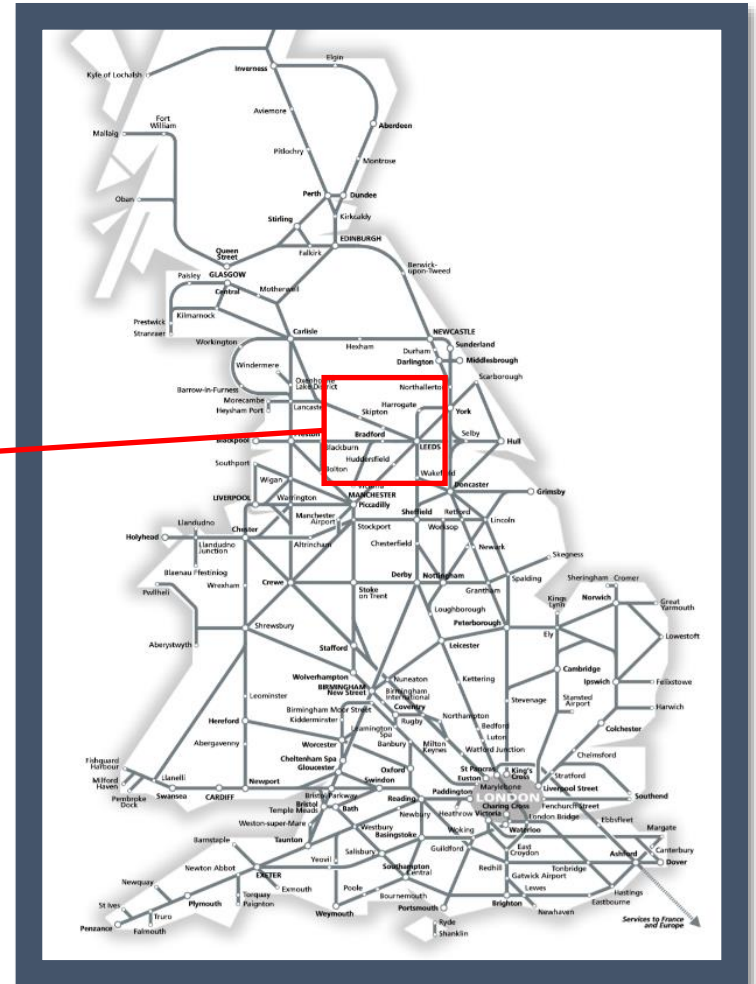 Kyle of Lochalsh
Inverness
Elgin
Aviemore
Aberdeen
Fort
William
Mallaig
Pitlochry
Montrose
Oban
Perth
Dundee
Stirling
Kirkcaldy
EDINBURGH
Queen
Street
Falkirk
Paisley
GLASGOW
Central
Motherwell
Berwick-
upon-Tweed
Prestwick
Kilmarnock
Stranraer
Carlisle
NEWCASTLE
Workington
Hexham
Sunderland
Durham
Darlington
Middlesbrough
Windermere
Oxenholme
Lake District
Scarborough
Barrow-in-Furness
Northallerton
Morecambe
Lancaster
Harrogate
York
Heysham Port
Skipton
Blackpool
Preston
Bradford
LEEDS
Selby
Hull
Blackburn
Southport
Huddersfield
Bolton
Wakefield
Wigan
Doncaster
Grimsby
LIVERPOOL
Warrington
MANCHESTER
Piccadilly
Llandudno
Manchester
Airport
Sheffield
Retford
Holyhead
Chester
Stockport
Worksop
Lincoln
Llandudno
Junction
Altrincham
Chesterfield
Newark
Blaenau Ffestiniog
Skegness
Wrexham
Crewe
Derby
Nottingham
Pwllheli
Stoke
on Trent
Grantham
Spalding
Sheringham
Cromer
Kings
Lynn
Norwich
Great
Yarmouth
Loughborough
Shrewsbury
Peterborough
Aberystwyth
Stafford
Leicester
Ely
Lowestoft
Wolverhampton
Nuneaton
Kettering
Cambridge
BIRMINGHAM
New Street
Birmingham
International
Ipswich
Felixstowe
Leominster
Coventry
Stevenage
Stansted
Airport
Harwich
Birmingham Moor Street
Kidderminster
Rugby
Northampton
Hereford
Leamington
Spa
Bedford
Colchester
Worcester
Banbury
Milton
Keynes
Luton
Abergavenny
Watford Junction
Chelmsford
Fishguard
Harbour
Cheltenham Spa
Gloucester
Oxford
St Pancras
King's
Cross
Euston
Stratford
Milford
Haven
Llanelli
Newport
Swindon
Marylebone
Liverpool Street
Pembroke
Dock
Swansea
CARDIFF
Bristol Parkway
Reading
Paddington
LONDON
Southend
Bristol
Temple Meads
Bath
Newbury
Heathrow
Charing Cross
Victoria
Fenchurch Street
London Bridge
Ebbsfleet
Weston-super-Mare
Westbury
Basingstoke
Woking
Waterloo
Margate
Barnstaple
Taunton
Guildford
East
Croydon
Canterbury
Yeovil
Salisbury
Southampton
Central
Redhill
Tonbridge
Ashford
Dover
Newton Abbot
EXETER
Gatwick Airport
Newquay
Exmouth
Poole
Lewes
Hastings
St Ives
Plymouth
Torquay
Paignton
Bournemouth
Brighton
Eastbourne
Truro
Weymouth
Portsmouth
Newhaven
Penzance
Falmouth
Ryde
Shanklin
Services to France
and Europe